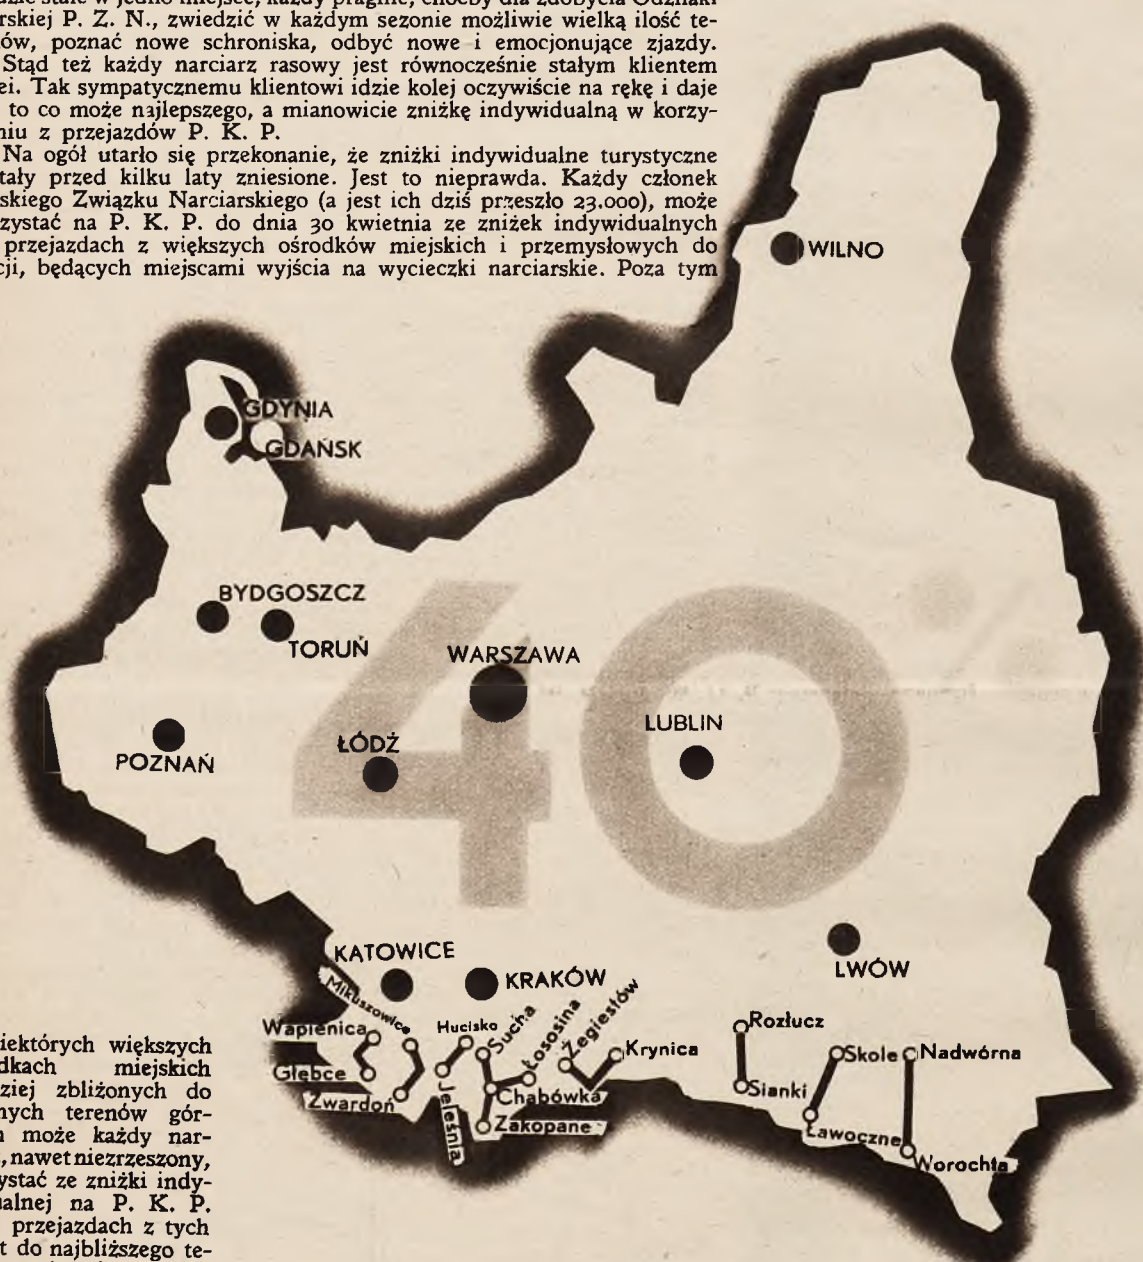 stale w jedno miejsce, każdy pragnie, choćby dla zdobycia Odznaki
rskiej P. Z. N., zwiedzić w każdym sezonie możliwie wielką ilość te-
ów, poznać nowe schroniska, odbyć nowe i emocjonujące zjazdy.
Stąd też każdy narciarz rasowy jest równocześnie stałym klientem
ei. Tak sympatycznemu klientowi idzie kolej oczywiście na rękę i daje
to co może najlepszego, a mianowicie zniżkę indywidualną w korzy-
niu z przejazdów P. K. P.
Na ogół utarło się przekonanie, że zniżki indywidualne turystyczne
tały przed kilku laty zniesione. Jest to nieprawda. Każdy członek
skiego Związku Narciarskiego (a jest ich dziś przeszło 23.000), może
zystać na P. K. P. do dnia 30 kwietnia ze zniżek indywidualnych
przejazdach z większych ośrodków miejskich i przemysłowych do
cji, będących miejscami wyjścia na wycieczki narciarskie. Poza tym
WILNO
GDYNIA
GDAŃSK
BYDGOSZCZ
TORUŃ
WARSZAWA
POZNAŃ
ŁÓDŹ
LUBLIN
40%
KATOWICE
KRAKÓW
LWÓW
Mikuszowice
Wapienica
Głębce
Zwardoń
Hucisko
Jeleśnia
Sucha
Łososina
Żegiestów
Krynica
Chabówka
Zakopane
Rozłucz
Sianki
Skole
Ławoczne
Nadwórna
Worochta
iektórych większych
dkach miejskich
ziej zbliżonych do
nych terenów gór-
może każdy nar-
, nawet niezrzeszony,
ystać ze zniżki indy-
alnej na P. K. P.
przejazdach z tych
t do najbliższego te-